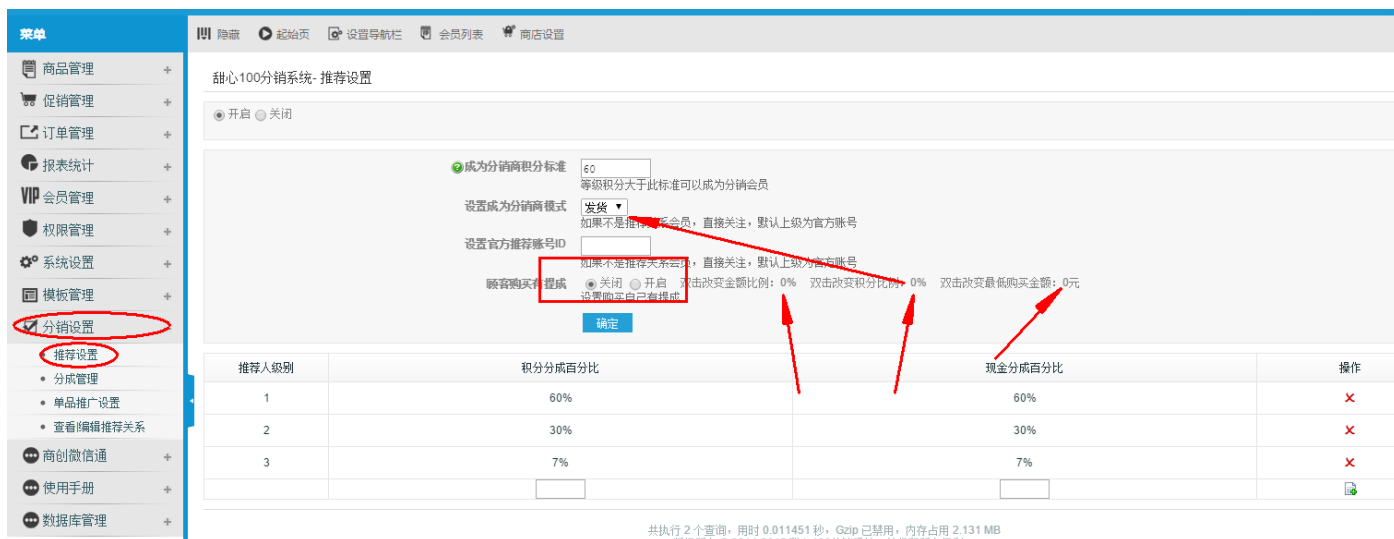 菜单
隐藏 起始页 设置导航栏 会员列表 商店设置
商品管理 +
促销管理 +
订单管理 +
报表统计 +
VIP 会员管理 +
权限管理 +
系统设置 +
模板管理 +
分销设置
推荐设置
分成管理
单品推广设置
查看|编辑推荐关系
商创微信通 +
使用手册 +
数据库管理 +
甜心100分销系统- 推荐设置
开启 关闭
成为分销商积分标准 60
等级积分大于此标准可以成为分销会员
设置成为分销商模式 发货
如果不是推荐关系会员，直接关注，默认上级为官方账号
设置官方推荐账号ID
如果不是推荐关系会员，直接关注，默认上级为官方账号
顾客购买有提成 关闭 开启 双击改变金额比例：0% 双击改变积分比例：0% 双击改变最低购买金额：0元
设置购买自己有提成
确定
推荐人级别 积分分成百分比 现金分成百分比 操作
1 60% 60%
2 30% 30%
3 7% 7%
共执行 2 个查询，用时 0.011451 秒，Gzip 已禁用，内存占用 2.131 MB